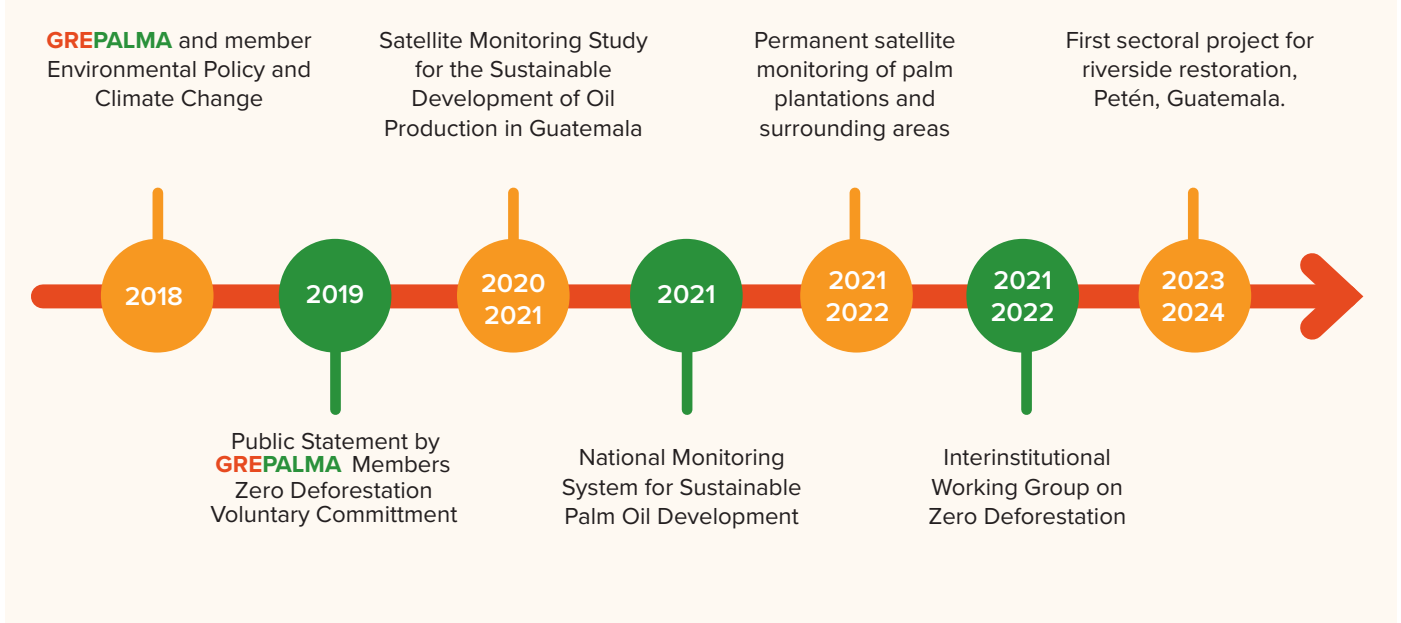 GREPALMA and member
Environmental Policy and
Climate Change
Satellite Monitoring Study
for the Sustainable
Development of Oil
Production in Guatemala
Permanent satellite
monitoring of palm
plantations and
surrounding areas
First sectoral project for
riverside restoration,
Petén, Guatemala.
2018
2019
2020
2021
2021
2021
2022
2021
2022
2023
2024
Public Statement by
GREPALMA Members
Zero Deforestation
Voluntary Committment
National Monitoring
System for Sustainable
Palm Oil Development
Interinstitutional
Working Group on
Zero Deforestation